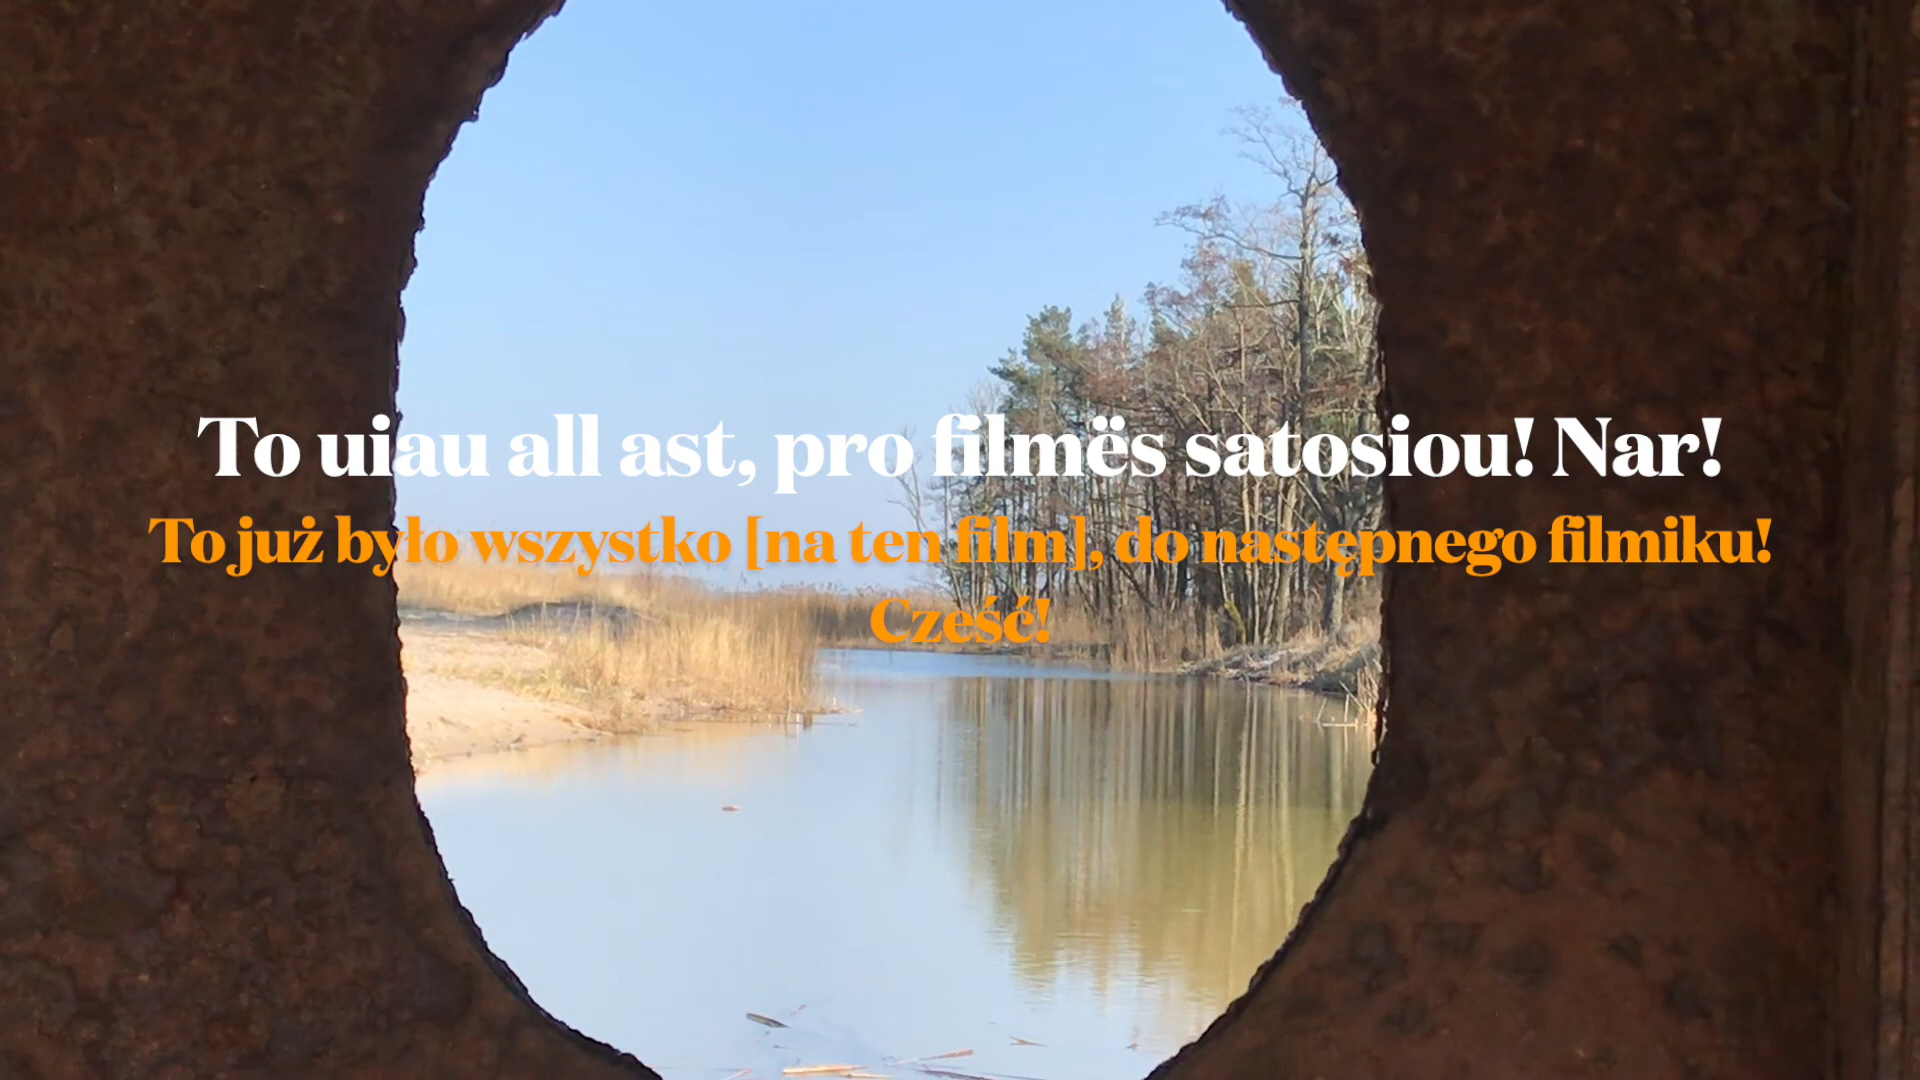 To uiau all ast, pro filmës satosiou! Nar!
To już było wszystko [na ten film], do następnego filmiku!
Cześć!